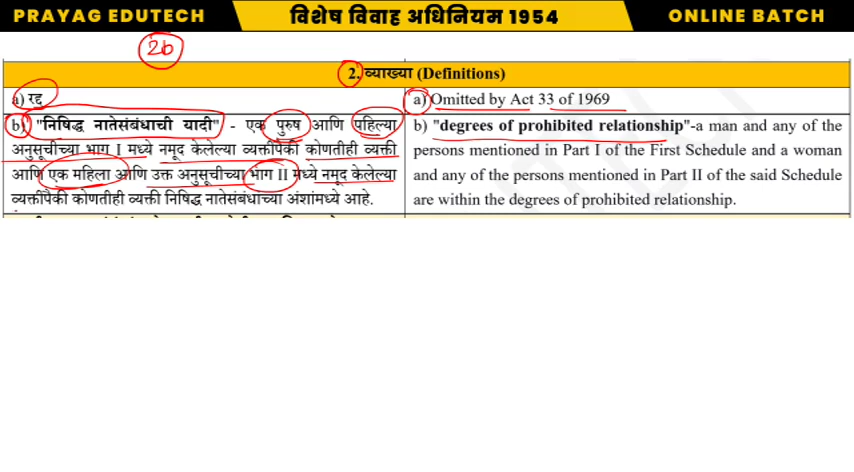 PRAYAG EDUTECH
विशेष विवाह अधिनियम 1954
ONLINE BATCH
2b
2. व्याख्या (Definitions)
a) रद्द
a) Omitted by Act 33 of 1969
b) "निषिद्ध नातेसंबंधाची यादी" - एक पुरुष आणि पहिल्या
अनुसूचीच्या भाग I मध्ये नमूद केलेल्या व्यक्तींपैकी कोणतीही व्यक्ती
आणि एक महिला आणि उक्त अनुसूचीच्या भाग II मध्ये नमूद केलेल्या
व्यक्तींपैकी कोणतीही व्यक्ती निषिद्ध नातेसंबंधाच्या अंशांमध्ये आहे.
b) "degrees of prohibited relationship"-a man and any of the
persons mentioned in Part I of the First Schedule and a woman
and any of the persons mentioned in Part II of the said Schedule
are within the degrees of prohibited relationship.